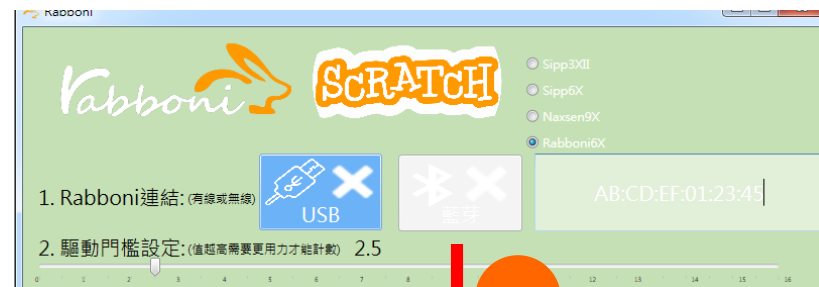 Rabboni
rabboni
SCRATCH
Sipp3XII
Sipp6X
Naxsen9X
Rabboni6X
1. Rabboni連結:(有線或無線)
USB
藍芽
AB:CD:EF:01:23:45
2. 驅動門檻設定:(值越高需要更用力才能計數) 2.5
0 1 2 3 4 5 6 7 8 12 13 14 15 16